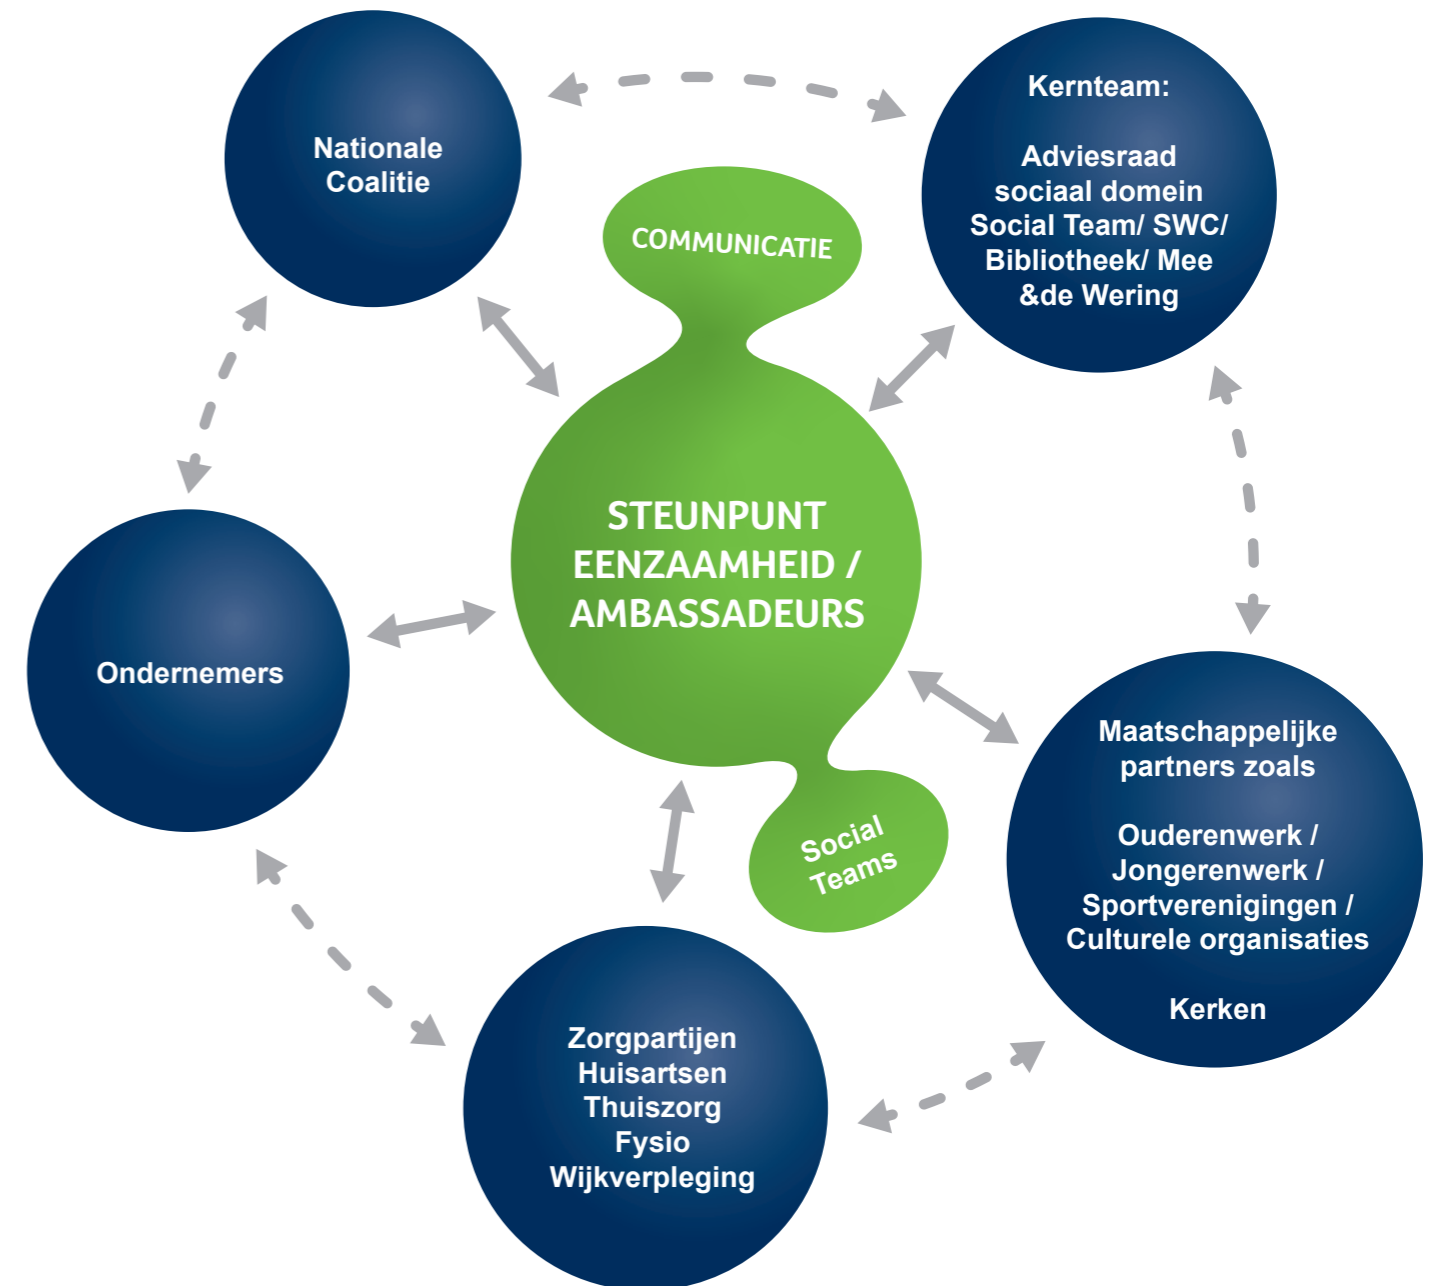 Nationale
Coalitie
Kernteam:
Adviesraad
sociaal domein
Social Team/ SWC/
Bibliotheek/ Mee
&de Wering
COMMUNICATIE
STEUNPUNT
EENZAAMHEID /
AMBASSADEURS
Ondernemers
Social
Teams
Maatschappelijke
partners zoals
Ouderenwerk /
Jongerenwerk /
Sportverenigingen /
Culturele organisaties
Kerken
Zorgpartijen
Huisartsen
Thuiszorg
Fysio
Wijkverpleging